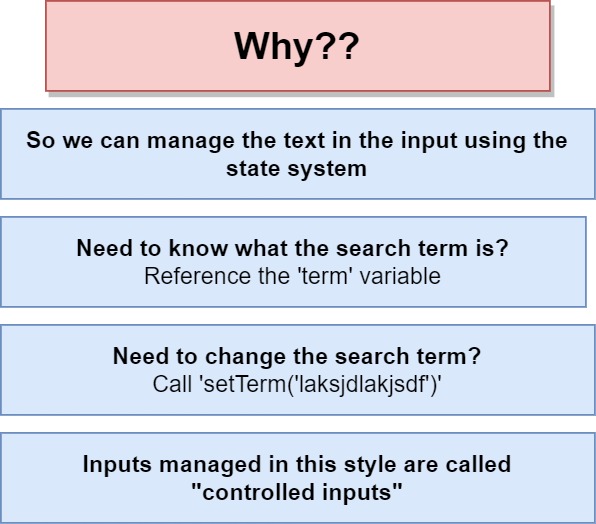 Why??
So we can manage the text in the input using the
state system
Need to know what the search term is?
Reference the 'term' variable
Need to change the search term?
Call 'setTerm('laksjdlakjsdf')'
Inputs managed in this style are called
"controlled inputs"